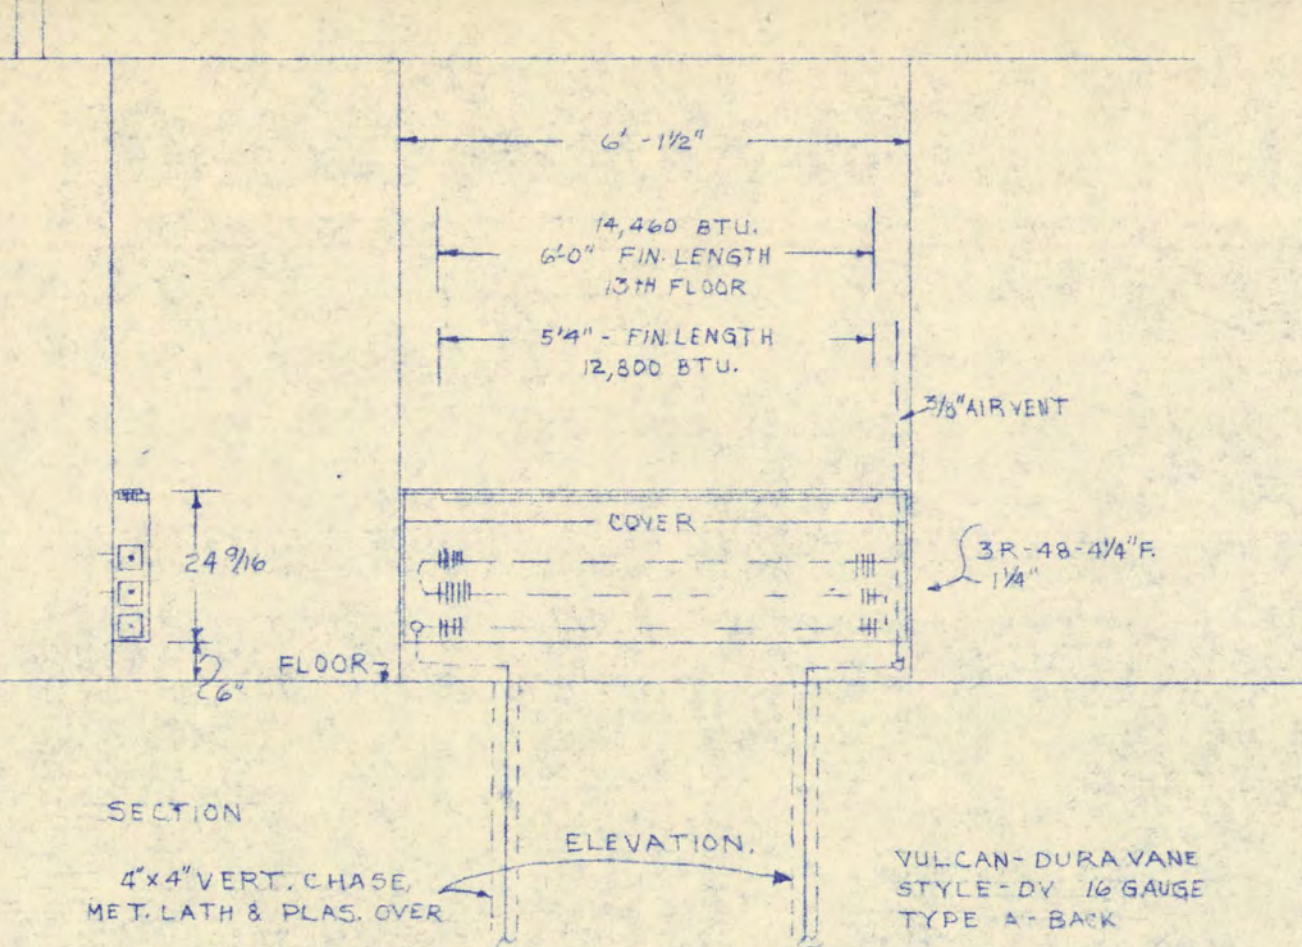 6'-1½"
14,460 BTU.
6'-0" FIN. LENGTH
13TH FLOOR
5'4" - FIN. LENGTH
12,800 BTU.
3/8" AIR VENT
COVER
24 9/16
3R-48-4¼" F.
1¼"
FLOOR
6"
SECTION
ELEVATION.
4"x4" VERT. CHASE,
MET. LATH & PLAS. OVER
VULCAN-DURAVANE
STYLE-DV 16 GAUGE
TYPE A-BACK